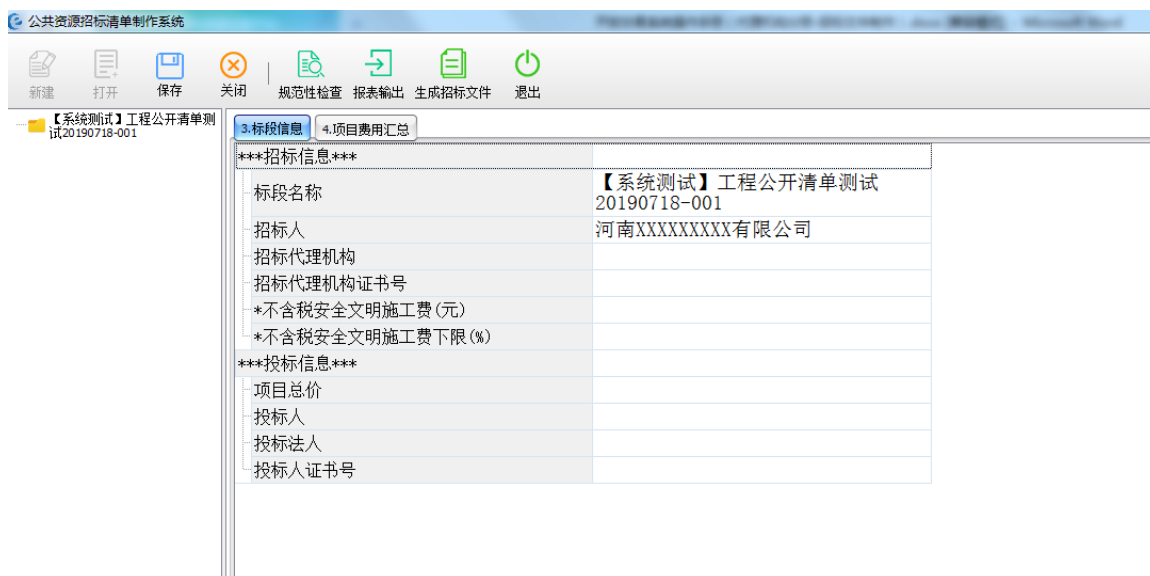 公共资源招标清单制作系统
新建 打开 保存 关闭 规范性检查 报表输出 生成招标文件 退出
【系统测试】工程公开清单测
试20190718-001
3.标段信息 4.项目费用汇总
***招标信息***
标段名称
【系统测试】工程公开清单测试
20190718-001
招标人 河南XXXXXXXXX有限公司
招标代理机构
招标代理机构证书号
*不含税安全文明施工费(元)
*不含税安全文明施工费下限(%)
***投标信息***
项目总价
投标人
投标法人
投标人证书号